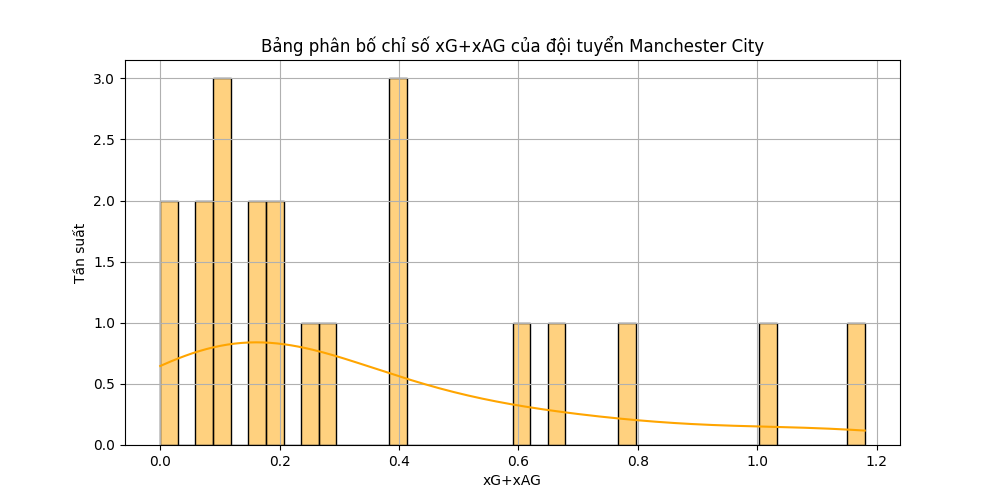 Bảng phân bố chỉ số xG+xAG của đội tuyển Manchester City
3.0
2.5
2.0
1.5
1.0
0.5
0.0
Tần suất
0.0 0.2 0.4 0.6 0.8 1.0 1.2
xG+xAG